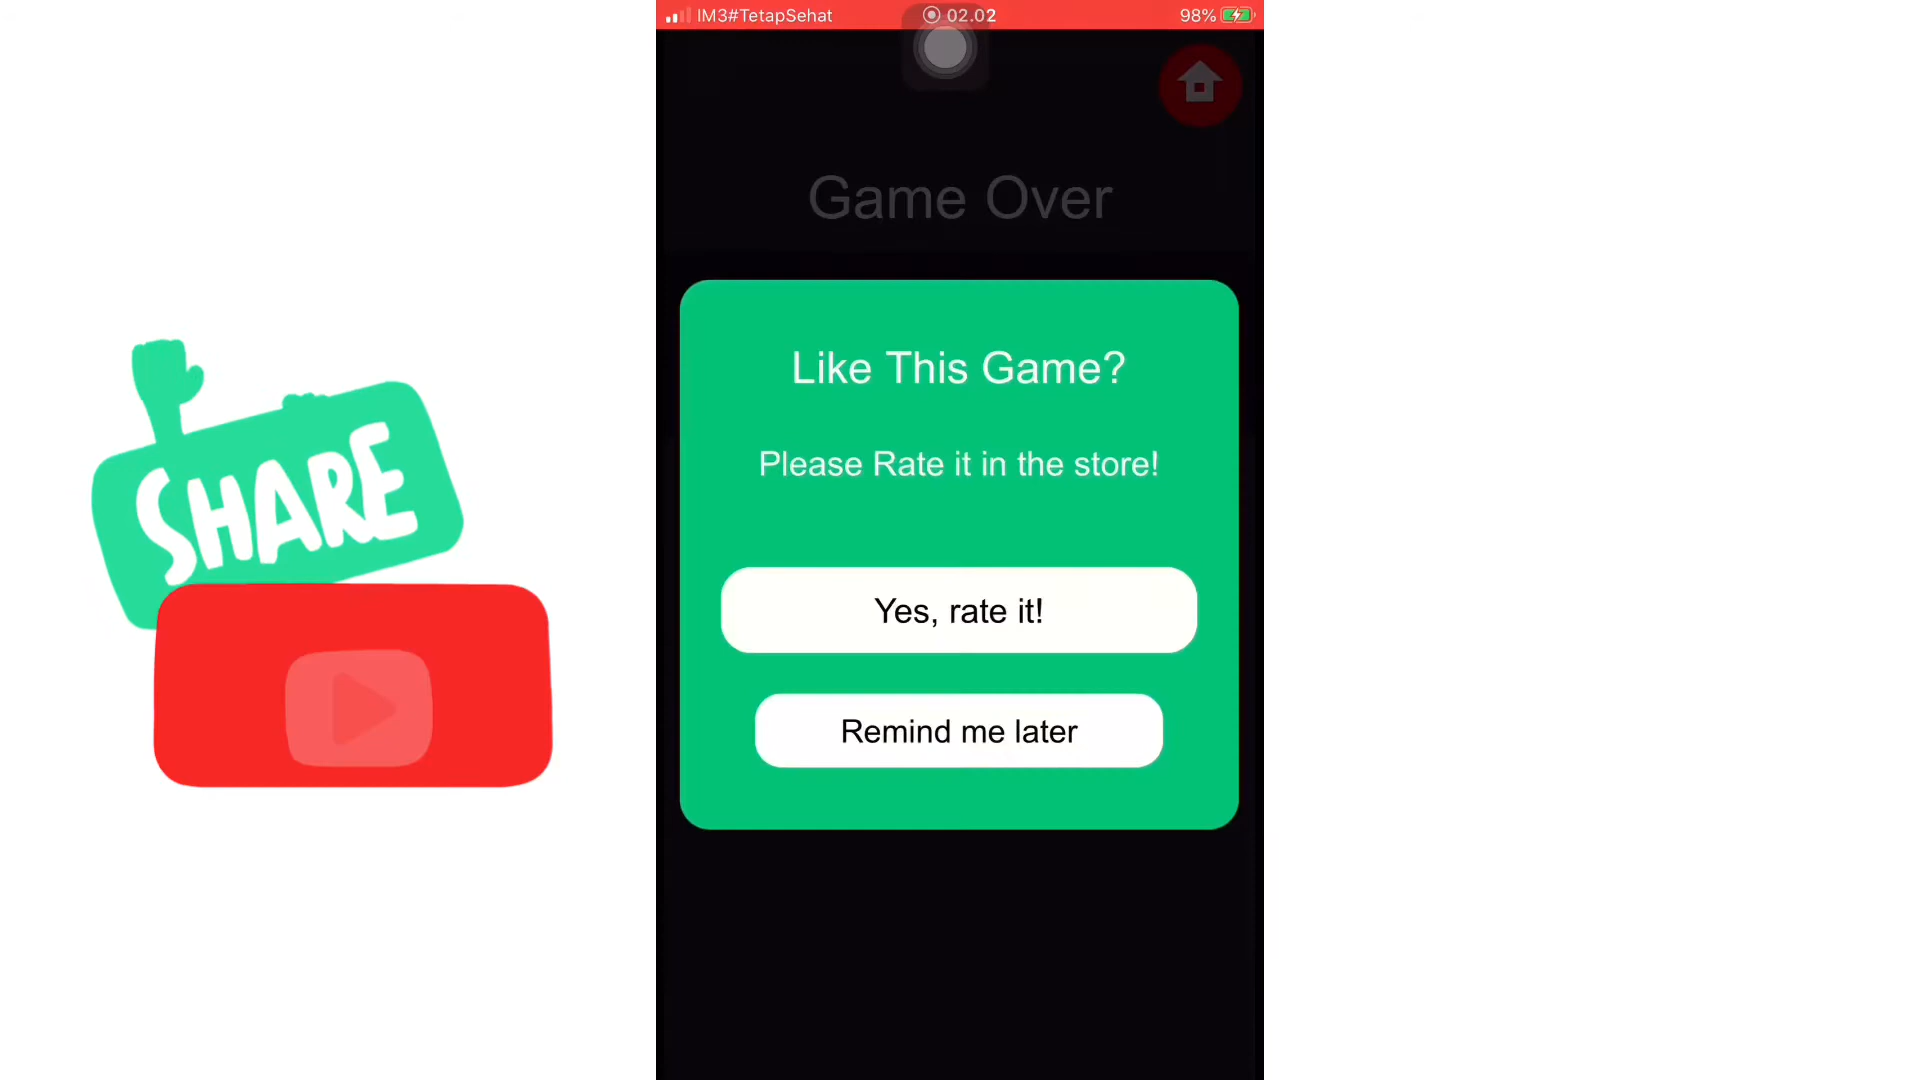 IM3#TetapSehat 02.02 98%
Game Over
Like This Game?
Please Rate it in the store!
SHARE
Yes, rate it!
Remind me later